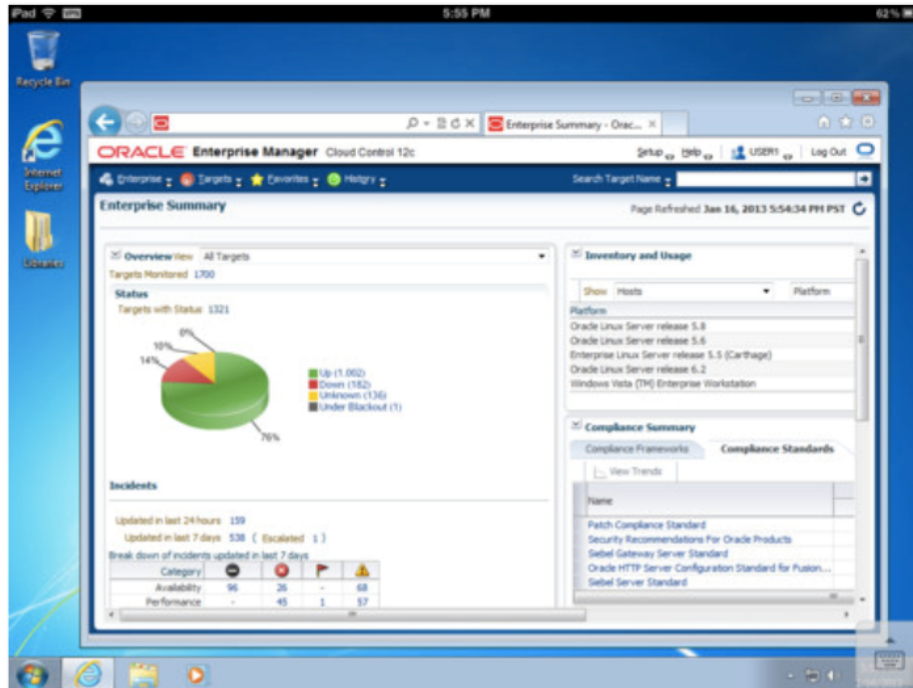 iPad VPN 5:55 PM 62%
Recycle Bin
Internet Explorer
Libraries
Enterprise Summary - Orac...
ORACLE Enterprise Manager Cloud Control 12c
Setup Help USER1 Log Out
Enterprise Targets Favorites History Search Target Name
Enterprise Summary
Page Refreshed Jan 16, 2013 5:54:34 PM PST
Overview View All Targets
Targets Monitored 1700
Status
Targets with Status 1321
0%
10%
14%
76%
Up (1,002)
Down (182)
Unknown (136)
Under Blackout (1)
Incidents
Updated in last 24 hours 159
Updated in last 7 days 538 ( Escalated 1 )
Break down of incidents updated in last 7 days
Category
Availability 96 26 - 68
Performance - 45 1 57
Inventory and Usage
Show Hosts Platform
Platform
Oracle Linux Server release 5.8
Oracle Linux Server release 5.6
Enterprise Linux Server release 5.5 (Carthage)
Oracle Linux Server release 6.2
Windows Vista (TM) Enterprise Workstation
Compliance Summary
Compliance Frameworks Compliance Standards
View Trends
Name
Patch Compliance Standard
Security Recommendations For Oracle Products
Siebel Gateway Server Standard
Oracle HTTP Server Configuration Standard for Fusion...
Siebel Server Standard